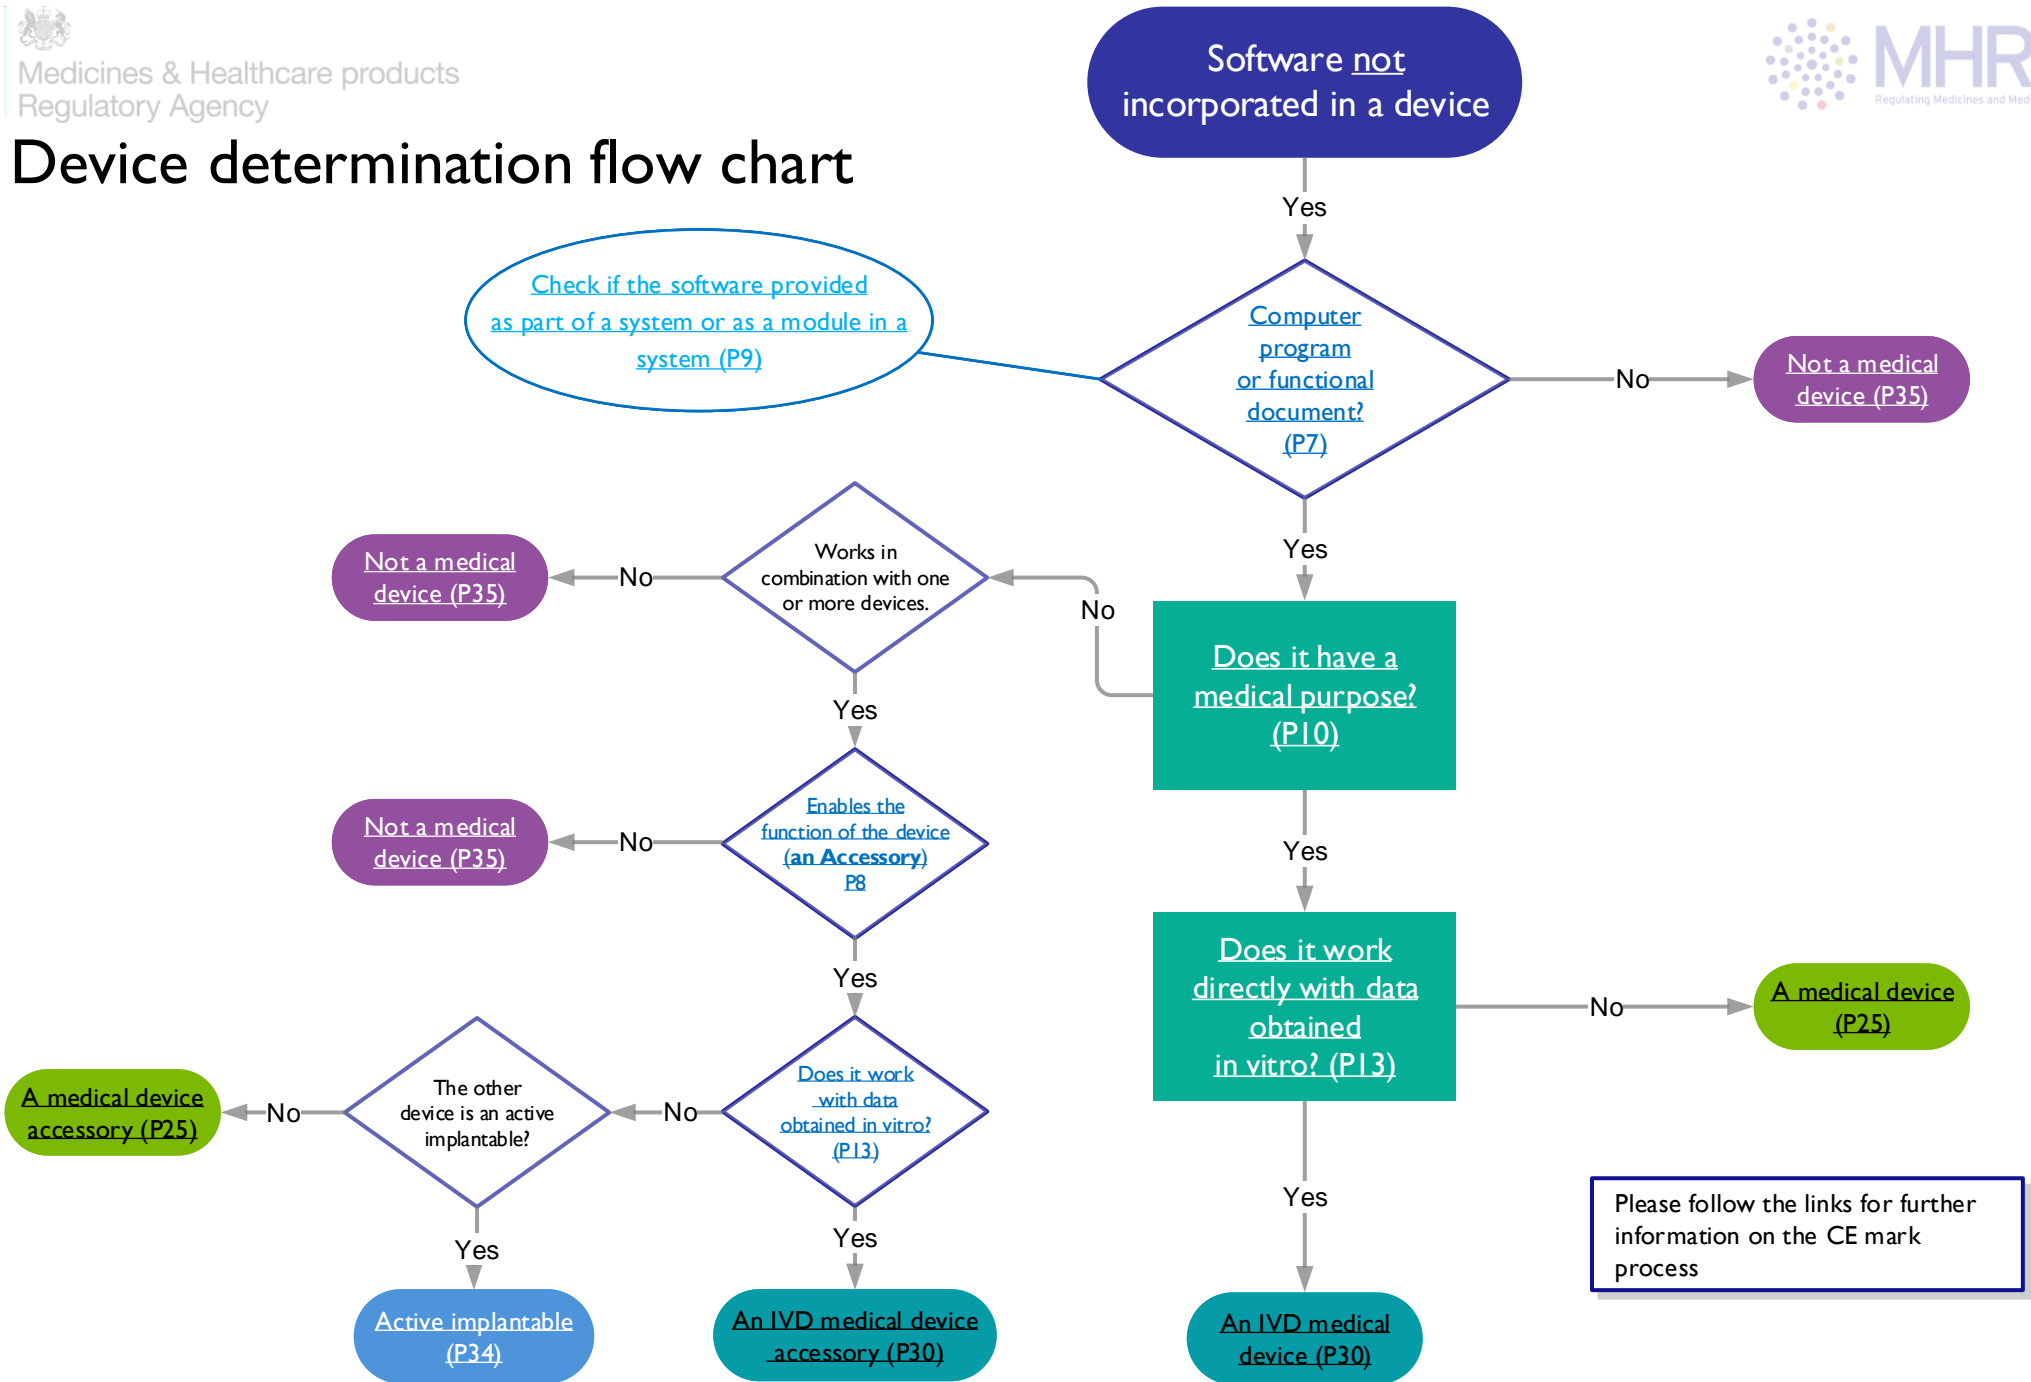 Medicines & Healthcare products
Regulatory Agency
MHR
Regulating Medicines and Med
Device determination flow chart
Software not
incorporated in a device
Yes
Check if the software provided
as part of a system or as a module in a
system (P9)
Computer
program
or functional
document?
(P7)
No
Not a medical
device (P35)
Yes
Works in
combination with one
or more devices.
No
Not a medical
device (P35)
No
Does it have a
medical purpose?
(P10)
Yes
Enables the
function of the device
(an Accessory)
P8
No
Not a medical
device (P35)
Yes
Does it work
directly with data
obtained
in vitro? (P13)
No
A medical device
(P25)
Yes
Does it work
with data
obtained in vitro?
(P13)
No
The other
device is an active
implantable?
No
A medical device
accessory (P25)
Yes
Active implantable
(P34)
Yes
An IVD medical device
accessory (P30)
Yes
An IVD medical
device (P30)
Please follow the links for further
information on the CE mark
process